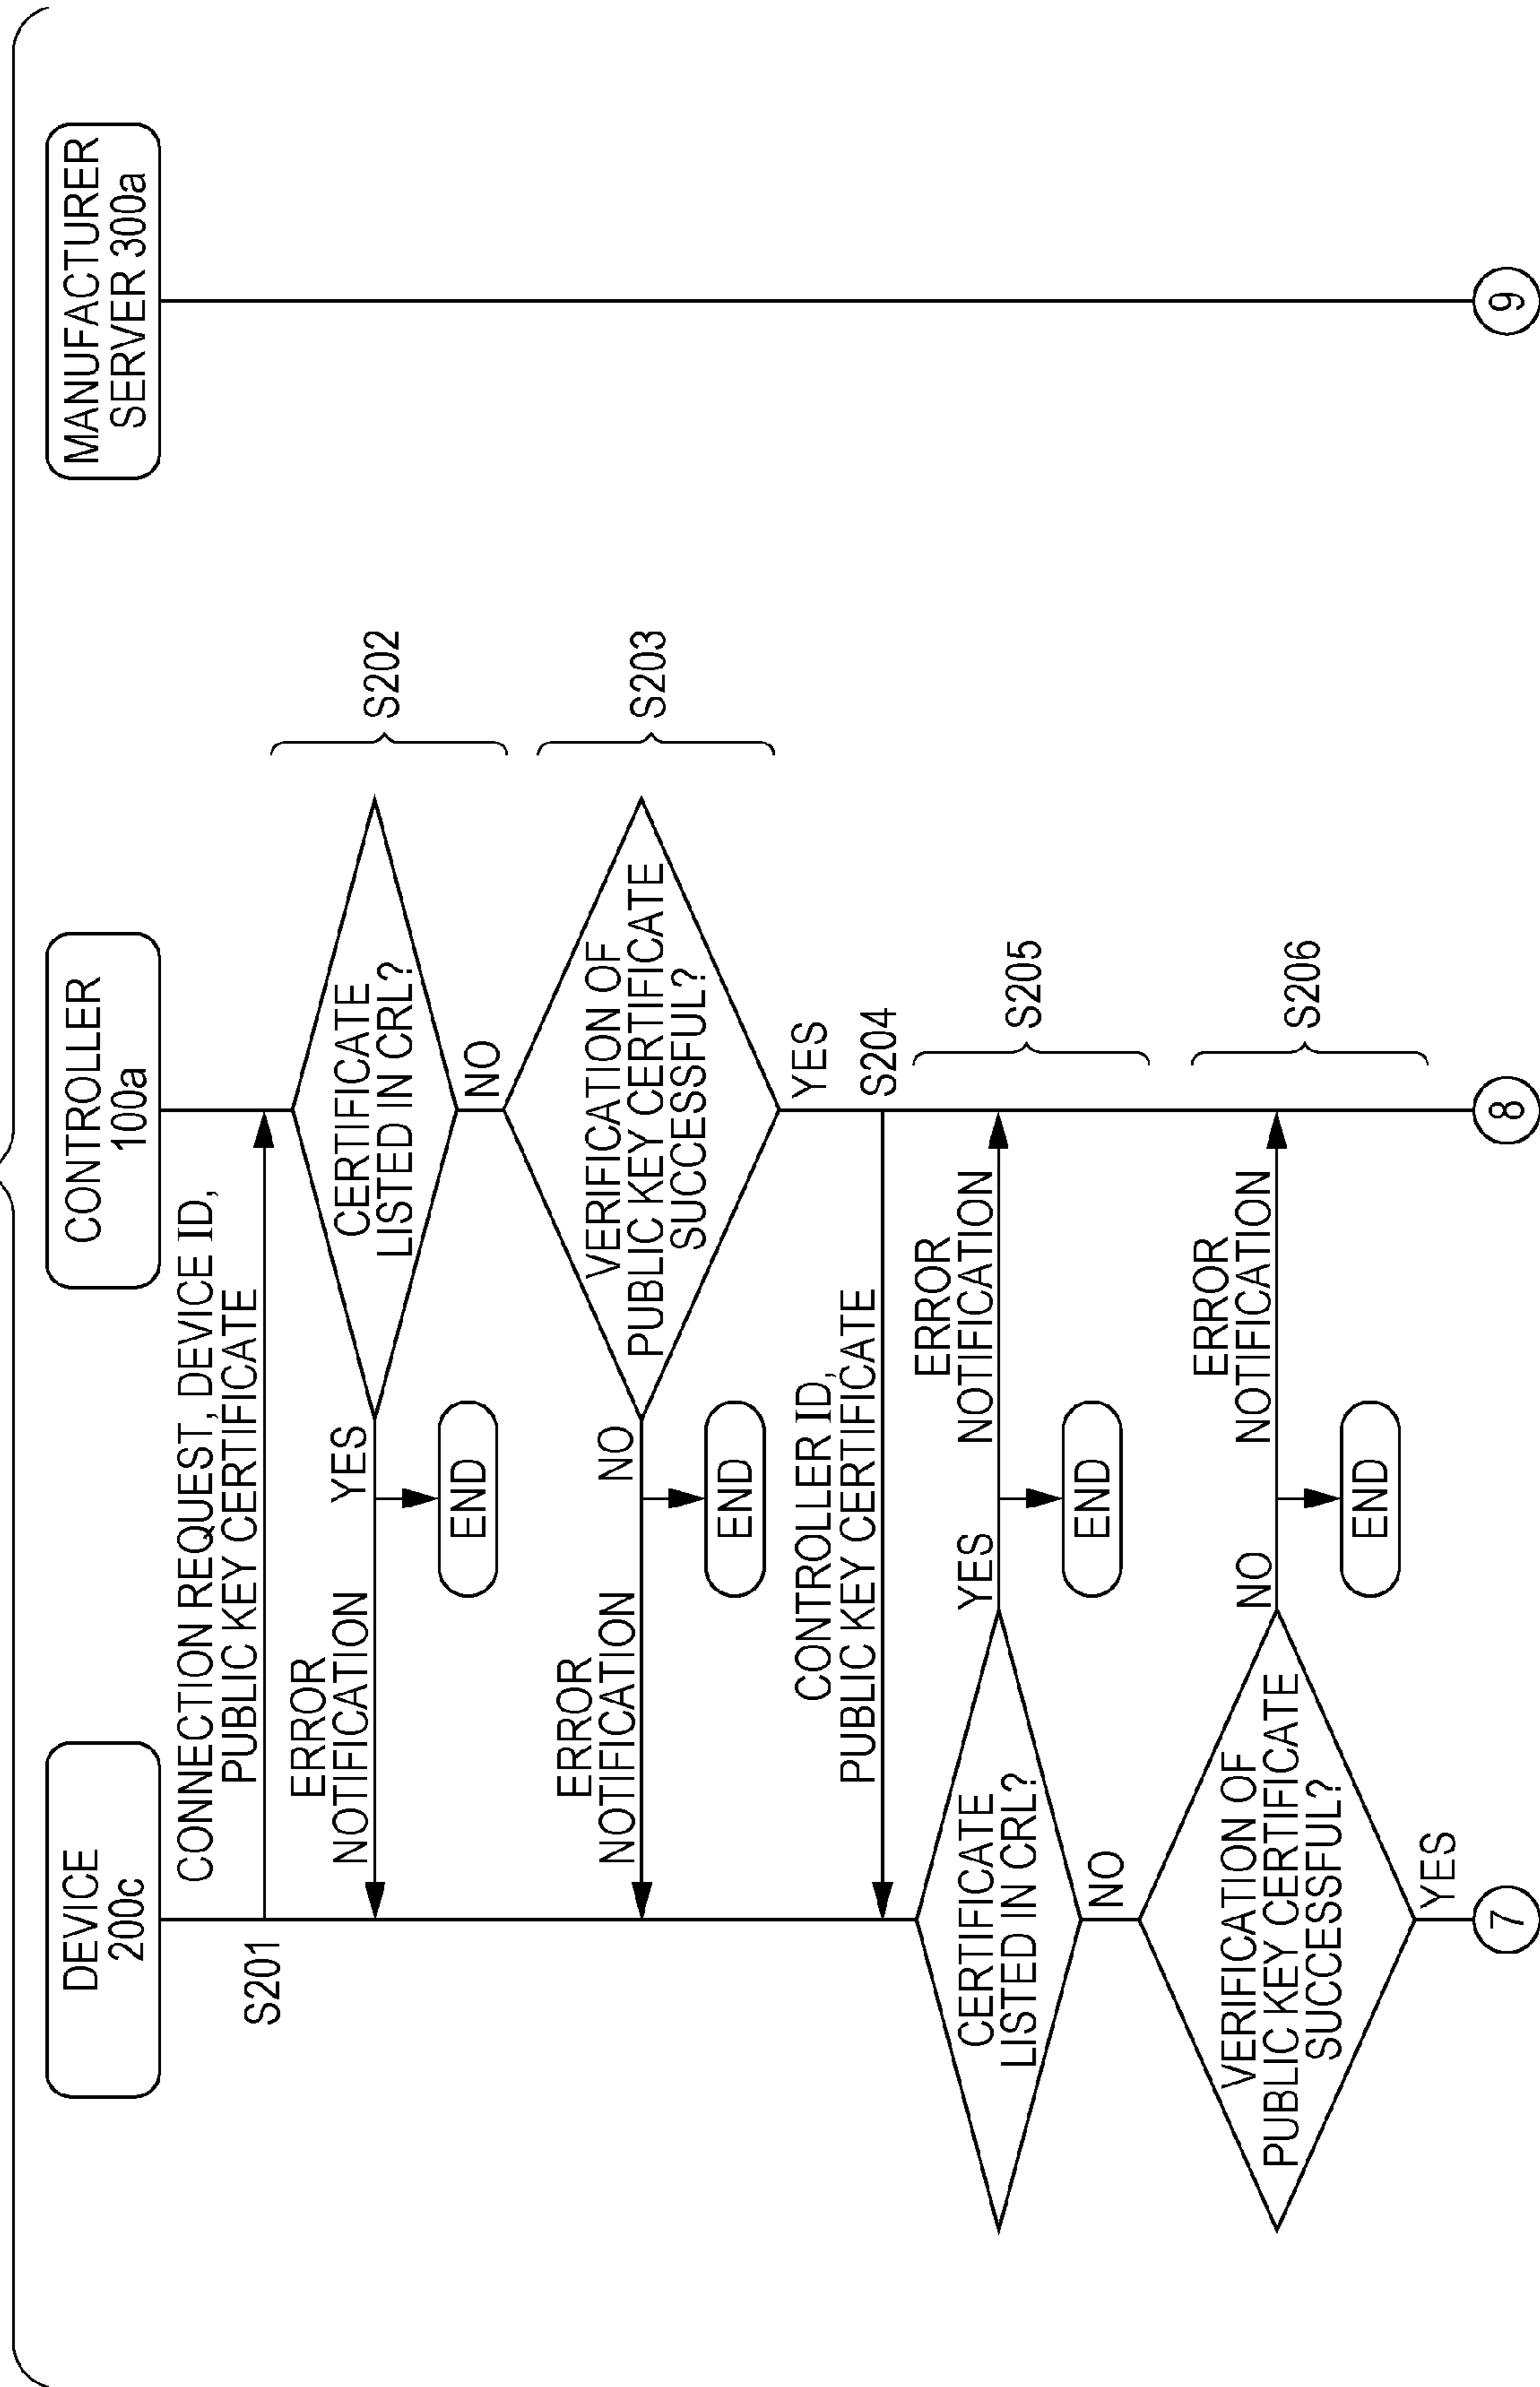 DEVICE
200c
CONTROLLER
100a
MANUFACTURER
SERVER 300a
S201
CONNECTION REQUEST, DEVICE ID,
PUBLIC KEY CERTIFICATE
CERTIFICATE
LISTED IN CRL?
S202
YES
ERROR
NOTIFICATION
END
NO
VERIFICATION OF
PUBLIC KEY CERTIFICATE
SUCCESSFUL?
S203
NO
ERROR
NOTIFICATION
END
YES
S204
CONTROLLER ID,
PUBLIC KEY CERTIFICATE
CERTIFICATE
LISTED IN CRL?
YES
ERROR
NOTIFICATION
S205
END
NO
VERIFICATION OF
PUBLIC KEY CERTIFICATE
SUCCESSFUL?
NO
ERROR
NOTIFICATION
S206
END
YES
7
8
9